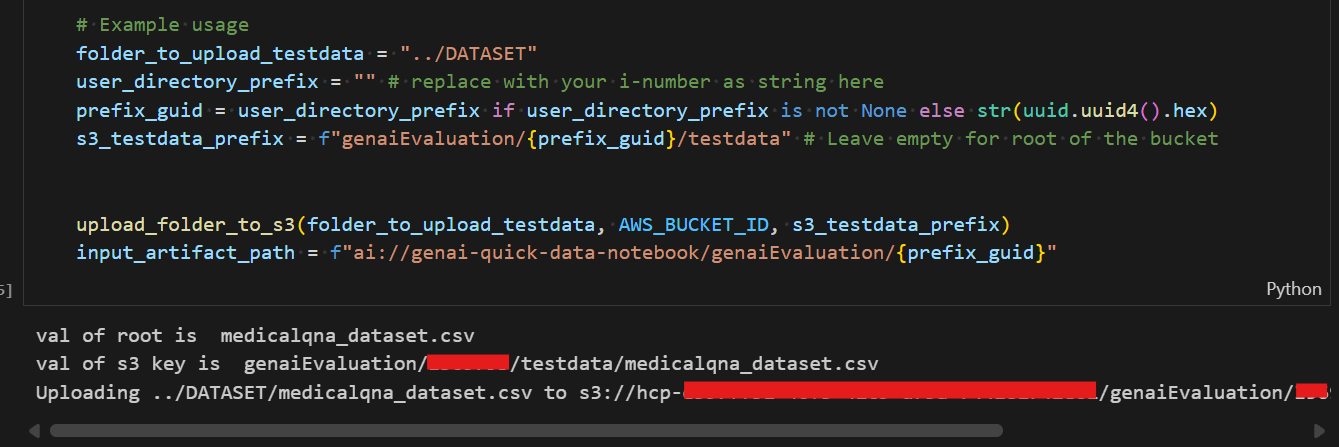 # Example usage
folder_to_upload_testdata = "../DATASET"
user_directory_prefix = "" # replace with your i-number as string here
prefix_guid = user_directory_prefix if user_directory_prefix is not None else str(uuid.uuid4().hex)
s3_testdata_prefix = f"genaiEvaluation/{prefix_guid}/testdata" # Leave empty for root of the bucket
upload_folder_to_s3(folder_to_upload_testdata, AWS_BUCKET_ID, s3_testdata_prefix)
input_artifact_path = f"ai://genai-quick-data-notebook/genaiEvaluation/{prefix_guid}"
5]
Python
val of root is  medicalqna_dataset.csv
val of s3 key is  genaiEvaluation/ /testdata/medicalqna_dataset.csv
Uploading ../DATASET/medicalqna_dataset.csv to s3://hcp- /genaiEvaluation/